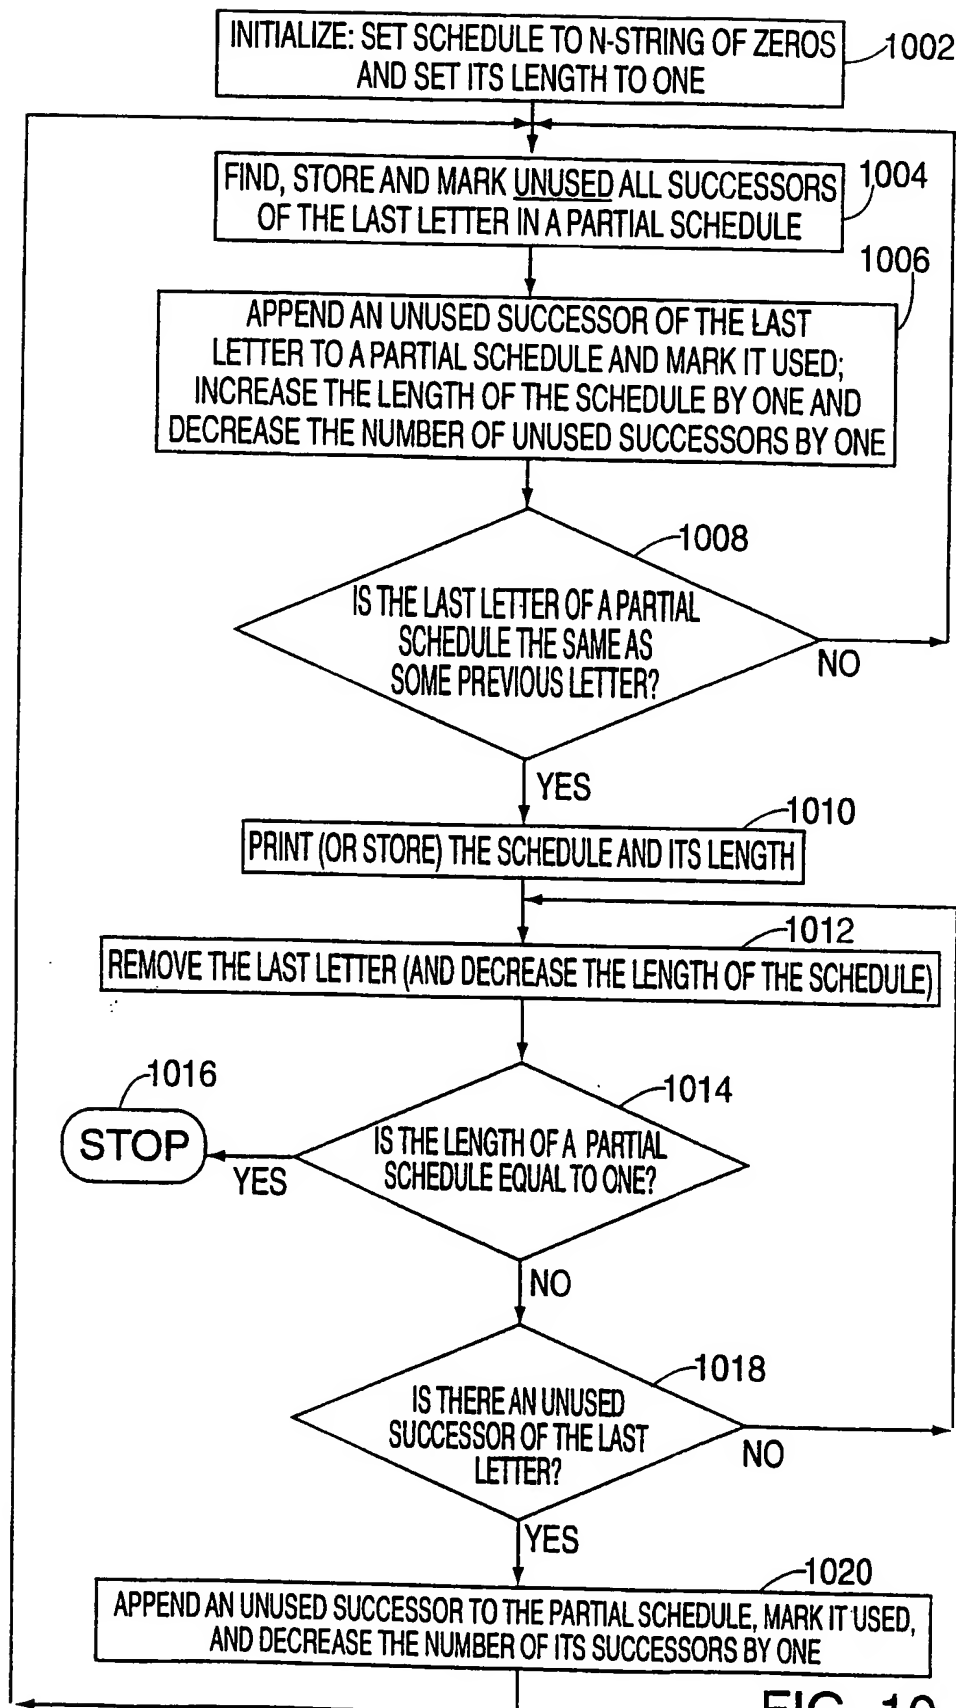 INITIALIZE: SET SCHEDULE TO N-STRING OF ZEROS
AND SET ITS LENGTH TO ONE
1002
FIND, STORE AND MARK UNUSED ALL SUCCESSORS
OF THE LAST LETTER IN A PARTIAL SCHEDULE
1004
1006
APPEND AN UNUSED SUCCESSOR OF THE LAST
LETTER TO A PARTIAL SCHEDULE AND MARK IT USED;
INCREASE THE LENGTH OF THE SCHEDULE BY ONE AND
DECREASE THE NUMBER OF UNUSED SUCCESSORS BY ONE
1008
IS THE LAST LETTER OF A PARTIAL
SCHEDULE THE SAME AS
SOME PREVIOUS LETTER?
NO
YES
1010
PRINT (OR STORE) THE SCHEDULE AND ITS LENGTH
1012
REMOVE THE LAST LETTER (AND DECREASE THE LENGTH OF THE SCHEDULE)
1016
STOP
1014
IS THE LENGTH OF A PARTIAL
SCHEDULE EQUAL TO ONE?
YES
NO
1018
IS THERE AN UNUSED
SUCCESSOR OF THE LAST
LETTER?
NO
YES
1020
APPEND AN UNUSED SUCCESSOR TO THE PARTIAL SCHEDULE, MARK IT USED,
AND DECREASE THE NUMBER OF ITS SUCCESSORS BY ONE
FIG. 10